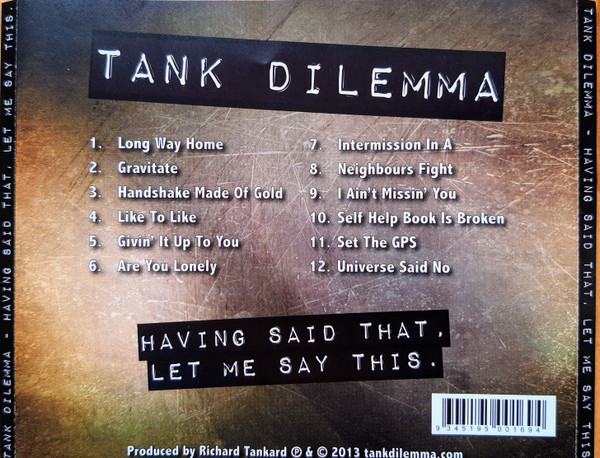 TANK DILEMMA
1. Long Way Home
2. Gravitate
3. Handshake Made Of Gold
4. Like To Like
5. Givin' It Up To You
6. Are You Lonely
7. Intermission In A
8. Neighbours Fight
9. I Ain't Missin' You
10. Self Help Book Is Broken
11. Set The GPS
12. Universe Said No
HAVING SAID THAT,
LET ME SAY THIS.
9 345195 001694
Produced by Richard Tankard ℗ & © 2013 tankdilemma.com
TANK DILEMMA - HAVING SAID THAT, LET ME SAY THIS.
TANK DILEMMA - HAVING SAID THAT, LET ME SAY THIS